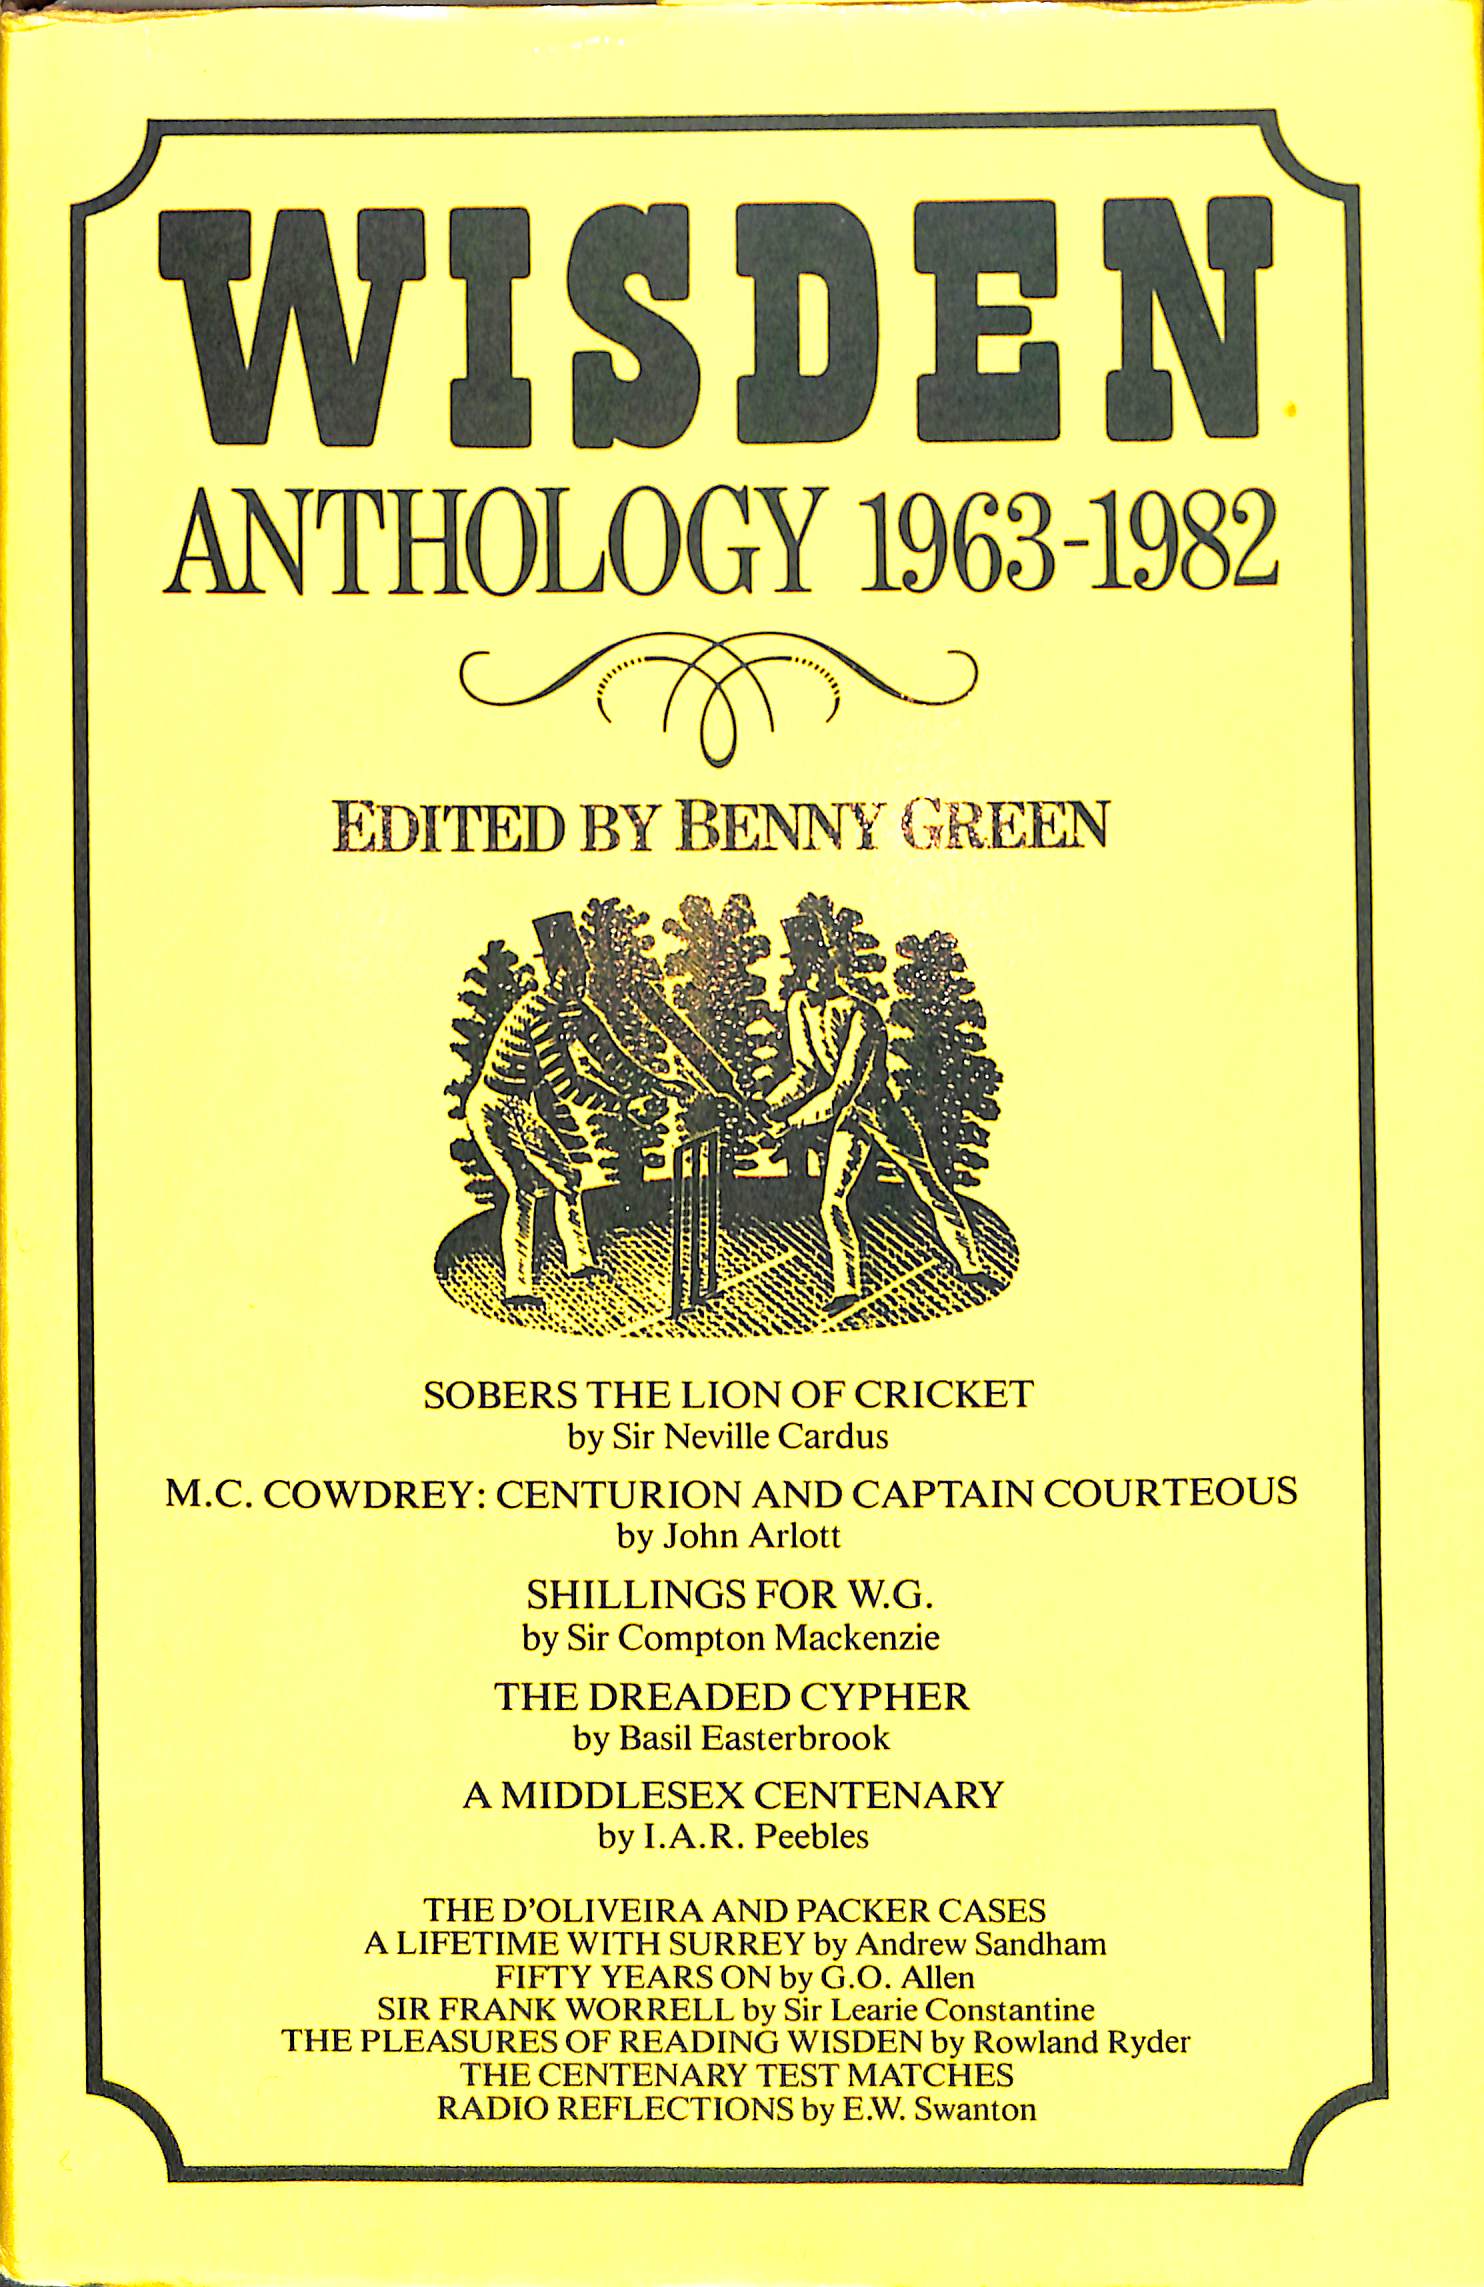 WISDEN
ANTHOLOGY 1963-1982
EDITED BY BENNY GREEN
SOBERS THE LION OF CRICKET
by Sir Neville Cardus
M.C. COWDREY: CENTURION AND CAPTAIN COURTEOUS
by John Arlott
SHILLINGS FOR W.G.
by Sir Compton Mackenzie
THE DREADED CYPHER
by Basil Easterbrook
A MIDDLESEX CENTENARY
by I.A.R. Peebles
THE D'OLIVEIRA AND PACKER CASES
A LIFETIME WITH SURREY by Andrew Sandham
FIFTY YEARS ON by G.O. Allen
SIR FRANK WORRELL by Sir Learie Constantine
THE PLEASURES OF READING WISDEN by Rowland Ryder
THE CENTENARY TEST MATCHES
RADIO REFLECTIONS by E.W. Swanton